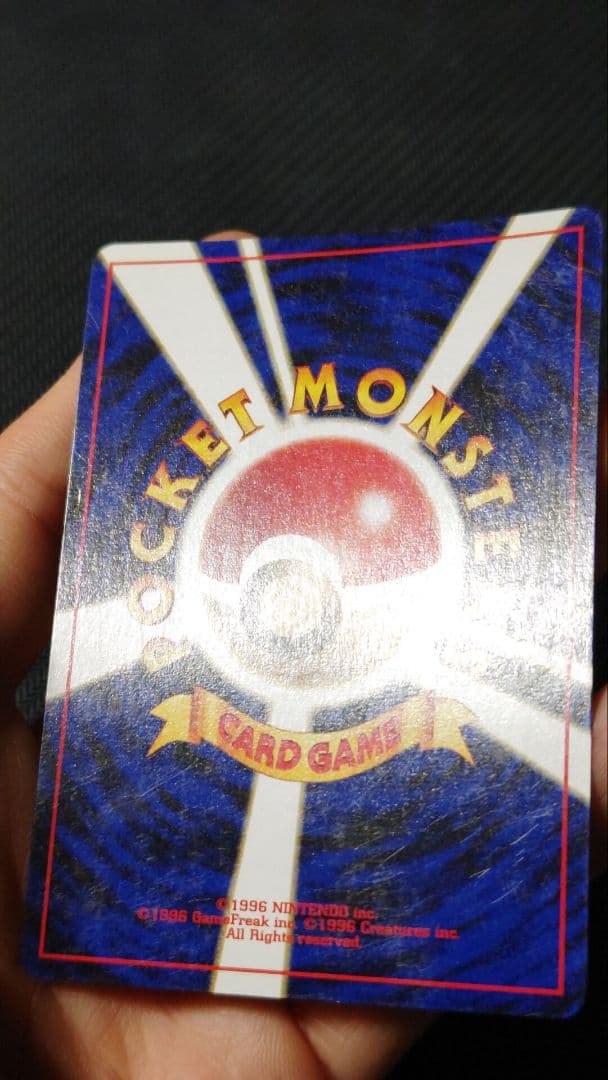 POCKET MONSTE
CARD GAME
©1996 NINTENDO inc.
©1996 GameFreak inc. ©1996 Creatures inc.
All Rights reserved.